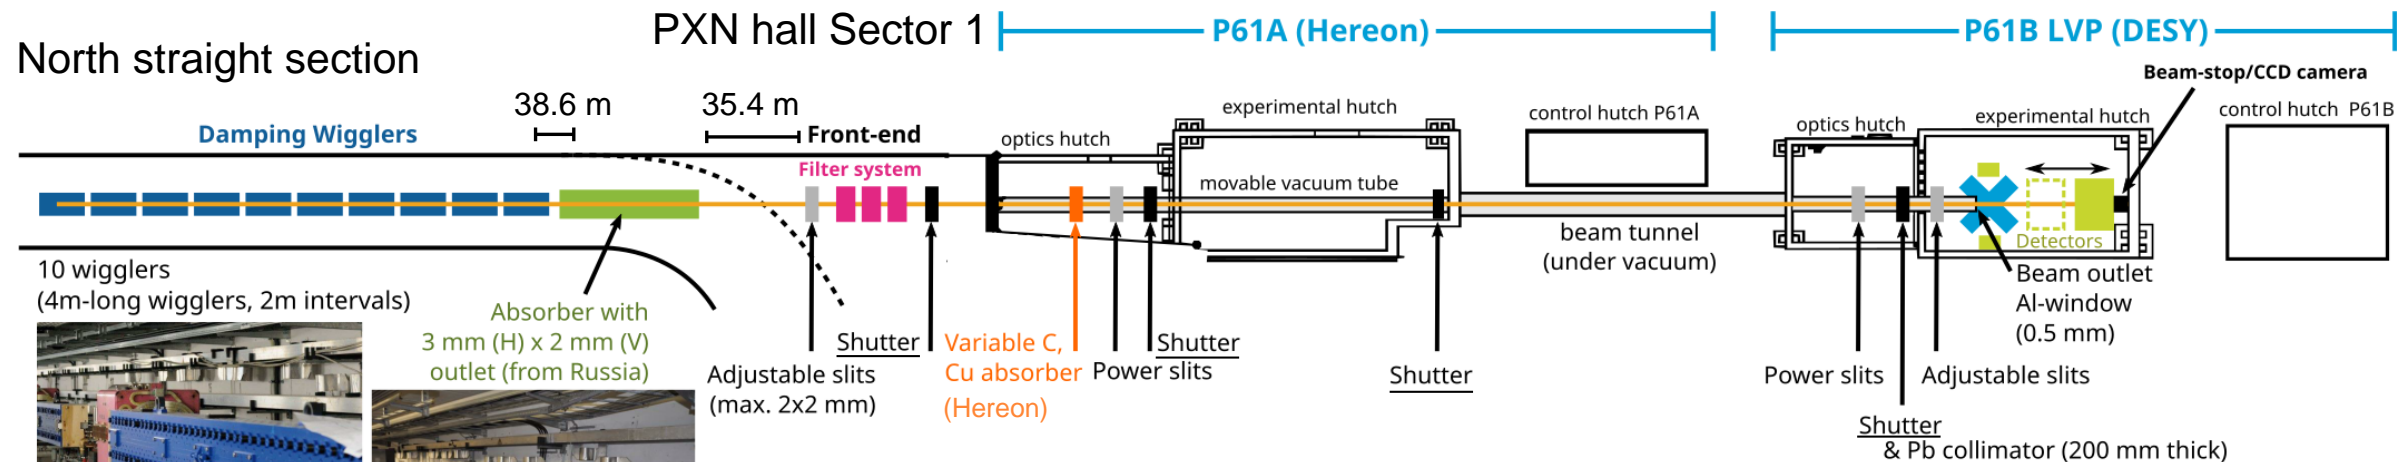 North straight section
PXN hall Sector 1
P61A (Hereon)
P61B LVP (DESY)
Beam-stop/CCD camera
38.6 m
35.4 m
Damping Wigglers
Front-end
Filter system
optics hutch
experimental hutch
movable vacuum tube
control hutch P61A
optics hutch
experimental hutch
control hutch P61B
10 wigglers
(4m-long wigglers, 2m intervals)
Absorber with
3 mm (H) x 2 mm (V)
outlet (from Russia)
Adjustable slits
(max. 2x2 mm)
Shutter
Variable C,
Cu absorber
(Hereon)
Power slits
Shutter
Shutter
beam tunnel
(under vacuum)
Detectors
Beam outlet
Al-window
(0.5 mm)
Power slits
Adjustable slits
Shutter
& Pb collimator (200 mm thick)